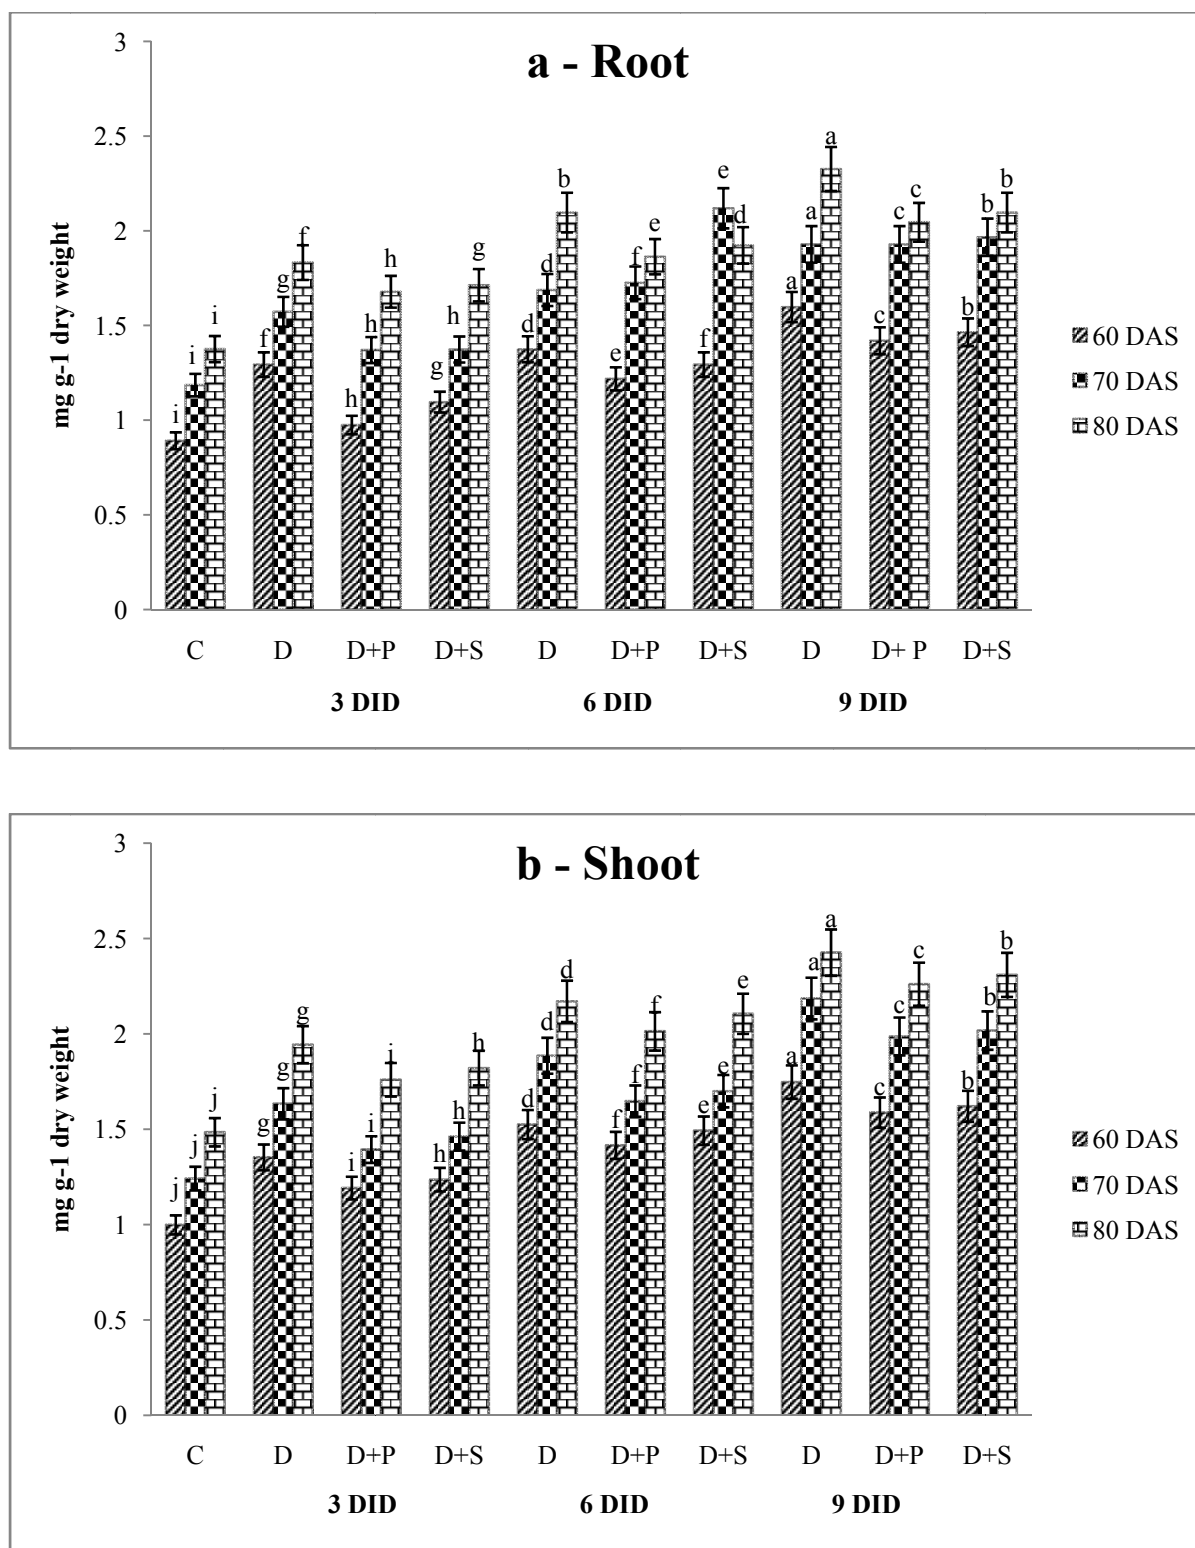 a - Root
3
2.5
2
1.5
1
0.5
0
mg g-1 dry weight
i i i
f g f
h h h
g h g
d d b
e f e
f e d
a a a
c c c
b b b
60 DAS
70 DAS
80 DAS
C D D+P D+S D D+P D+S D D+ P D+S
3 DID 6 DID 9 DID
b - Shoot
3
2.5
2
1.5
1
0.5
0
mg g-1 dry weight
j j j
g g g
i i i
h h h
d d d
f f f
e e e
a a a
c c c
b b b
60 DAS
70 DAS
80 DAS
C D D+P D+S D D+P D+S D D+P D+S
3 DID 6 DID 9 DID